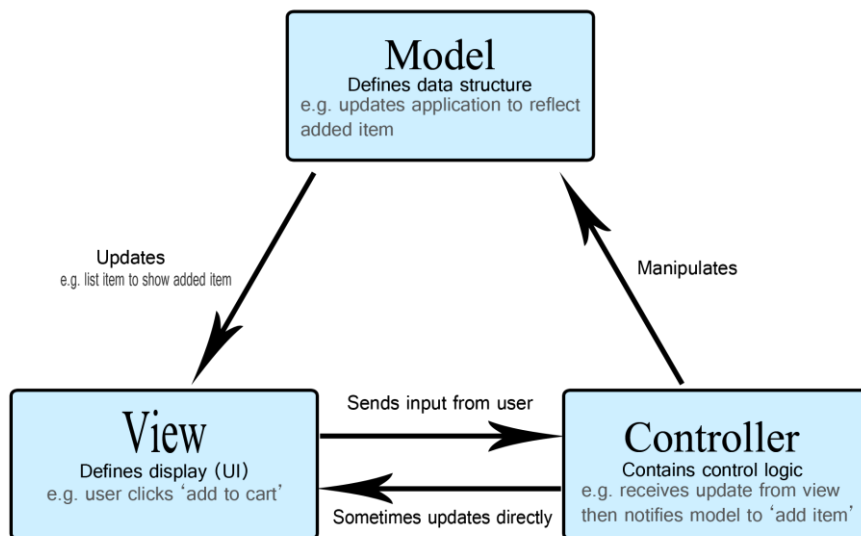 Model
Defines data structure
e.g. updates application to reflect
added item
Updates
e.g. list item to show added item
Manipulates
View
Defines display (UI)
e.g. user clicks ‘add to cart’
Sends input from user
Sometimes updates directly
Controller
Contains control logic
e.g. receives update from view
then notifies model to ‘add item’